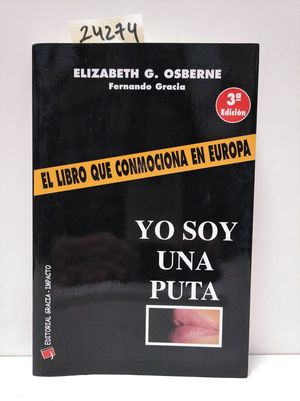 24274
ELIZABETH G. OSBERNE
Fernando Gracia
3ª
Edición
EL LIBRO QUE CONMOCIONA EN EUROPA
YO SOY
UNA
PUTA
EDITORIAL GRACIA - IMPACTO